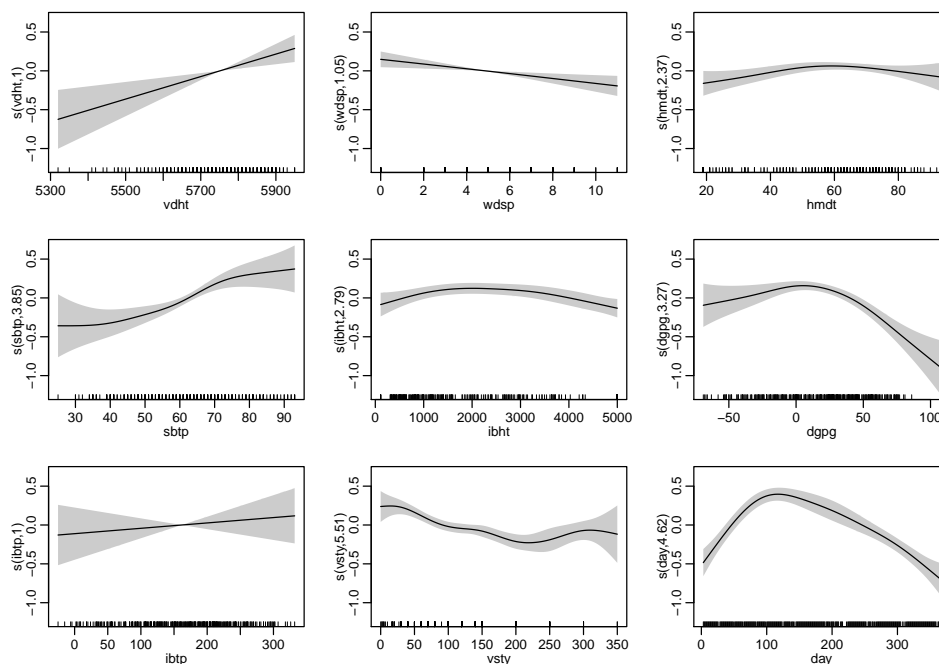 0.5
0.0
−0.5
−1.0
s(vdht,1)
5300 5500 5700 5900
vdht
0.5
0.0
−0.5
−1.0
s(wdsp,1.05)
0 2 4 6 8 10
wdsp
0.5
0.0
−0.5
−1.0
s(hmdt,2.37)
20 40 60 80
hmdt
0.5
0.0
−0.5
−1.0
s(sbtp,3.85)
30 40 50 60 70 80 90
sbtp
0.5
0.0
−0.5
−1.0
s(ibht,2.79)
0 1000 2000 3000 4000 5000
ibht
0.5
0.0
−0.5
−1.0
s(dgpg,3.27)
−50 0 50 100
dgpg
0.5
0.0
−0.5
−1.0
s(ibtp,1)
0 50 100 150 200 250 300
ibtp
0.5
0.0
−0.5
−1.0
s(vsty,5.51)
0 50 100 150 200 250 300 350
vsty
0.5
0.0
−0.5
−1.0
s(day,4.62)
0 100 200 300
day